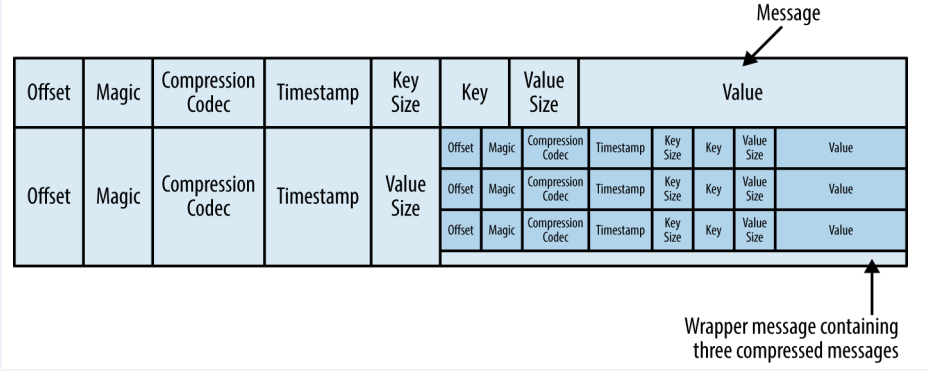 Message
Offset Magic Compression Codec Timestamp Key Size Key Value Size Value
Offset Magic Compression Codec Timestamp Value Size
Offset Magic Compression Codec Timestamp Key Size Key Value Size Value
Offset Magic Compression Codec Timestamp Key Size Key Value Size Value
Offset Magic Compression Codec Timestamp Key Size Key Value Size Value
Wrapper message containing
three compressed messages